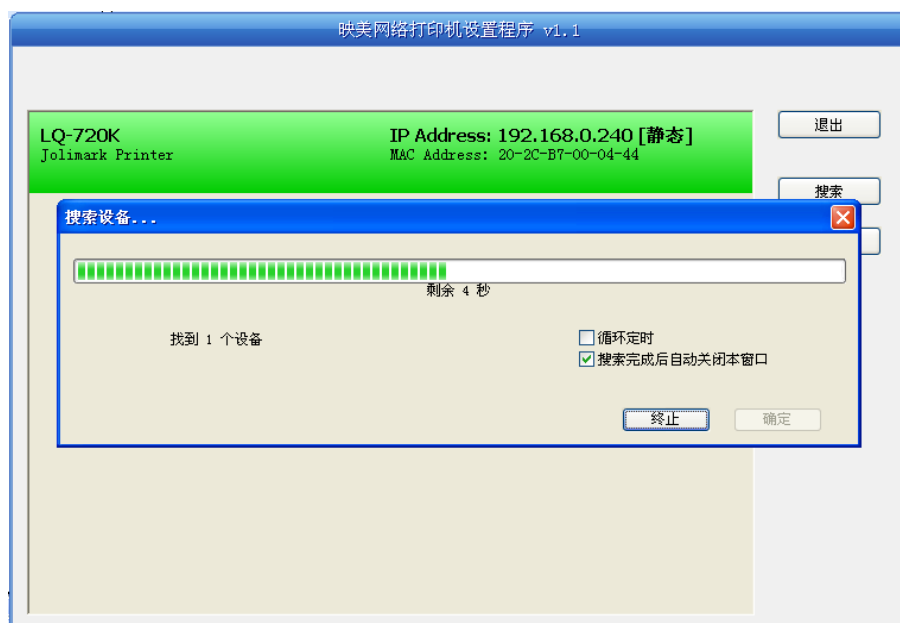 映美网络打印机设置程序 v1.1
LQ-720K
IP Address: 192.168.0.240 [静态]
Jolimark Printer
MAC Address: 20-2C-B7-00-04-44
退出
搜索
搜索设备...
剩余 4 秒
找到 1 个设备
循环定时
搜索完成后自动关闭本窗口
终止
确定